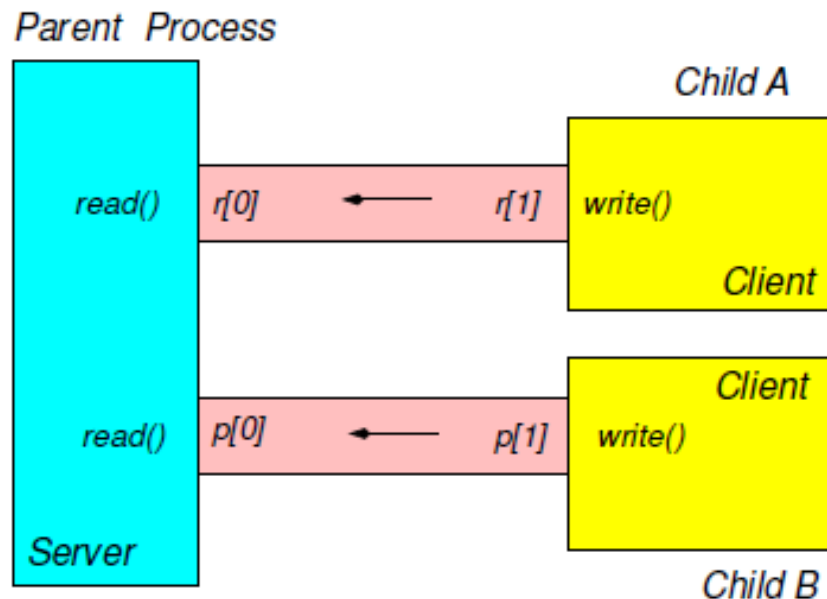 Parent Process
Child A
read()
r[0]
r[1]
write()
Client
Client
read()
p[0]
p[1]
write()
Server
Child B